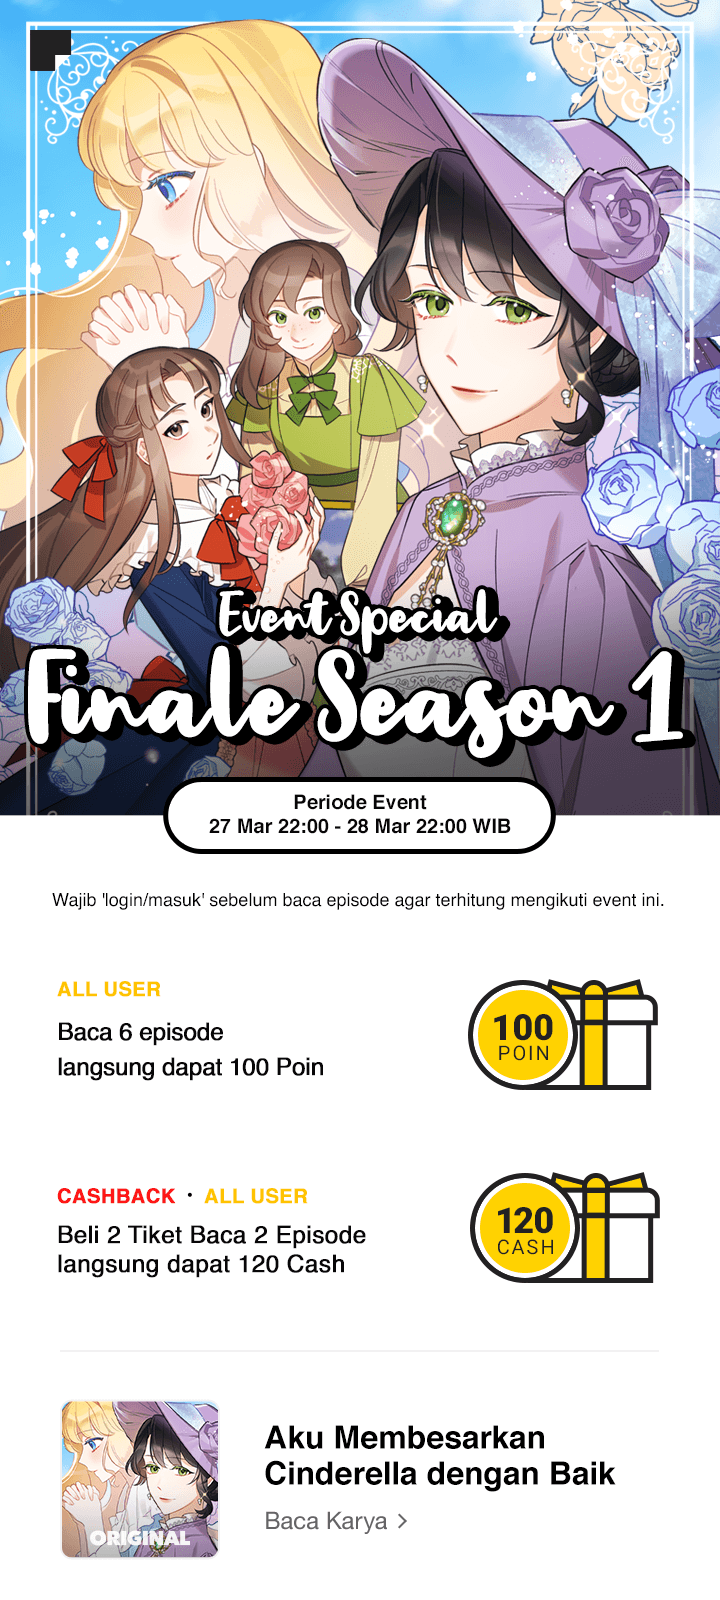 Event Special
Finale Season 1
Periode Event
27 Mar 22:00 - 28 Mar 22:00 WIB
Wajib 'login/masuk' sebelum baca episode agar terhitung mengikuti event ini.
ALL USER
Baca 6 episode
langsung dapat 100 Poin
100
POIN
CASHBACK · ALL USER
Beli 2 Tiket Baca 2 Episode
langsung dapat 120 Cash
120
CASH
ORIGINAL
Aku Membesarkan
Cinderella dengan Baik
Baca Karya >